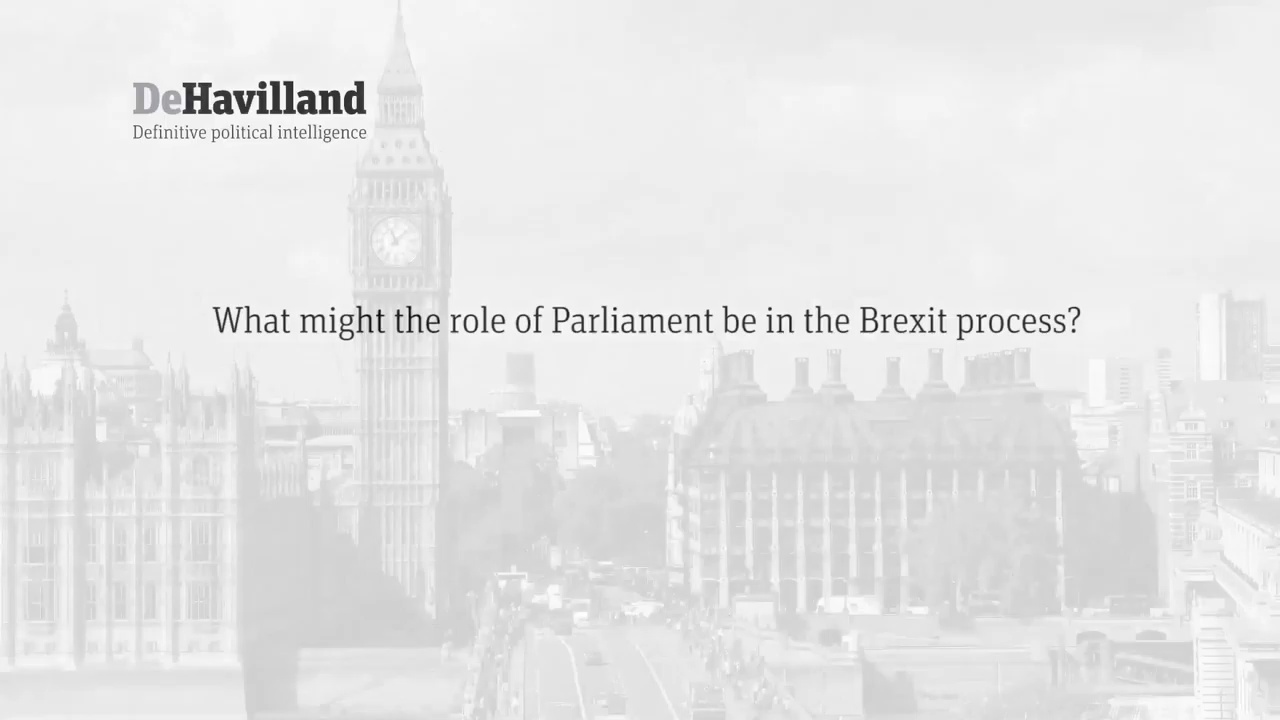 DeHavilland
Definitive political intelligence
What might the role of Parliament be in the Brexit process?